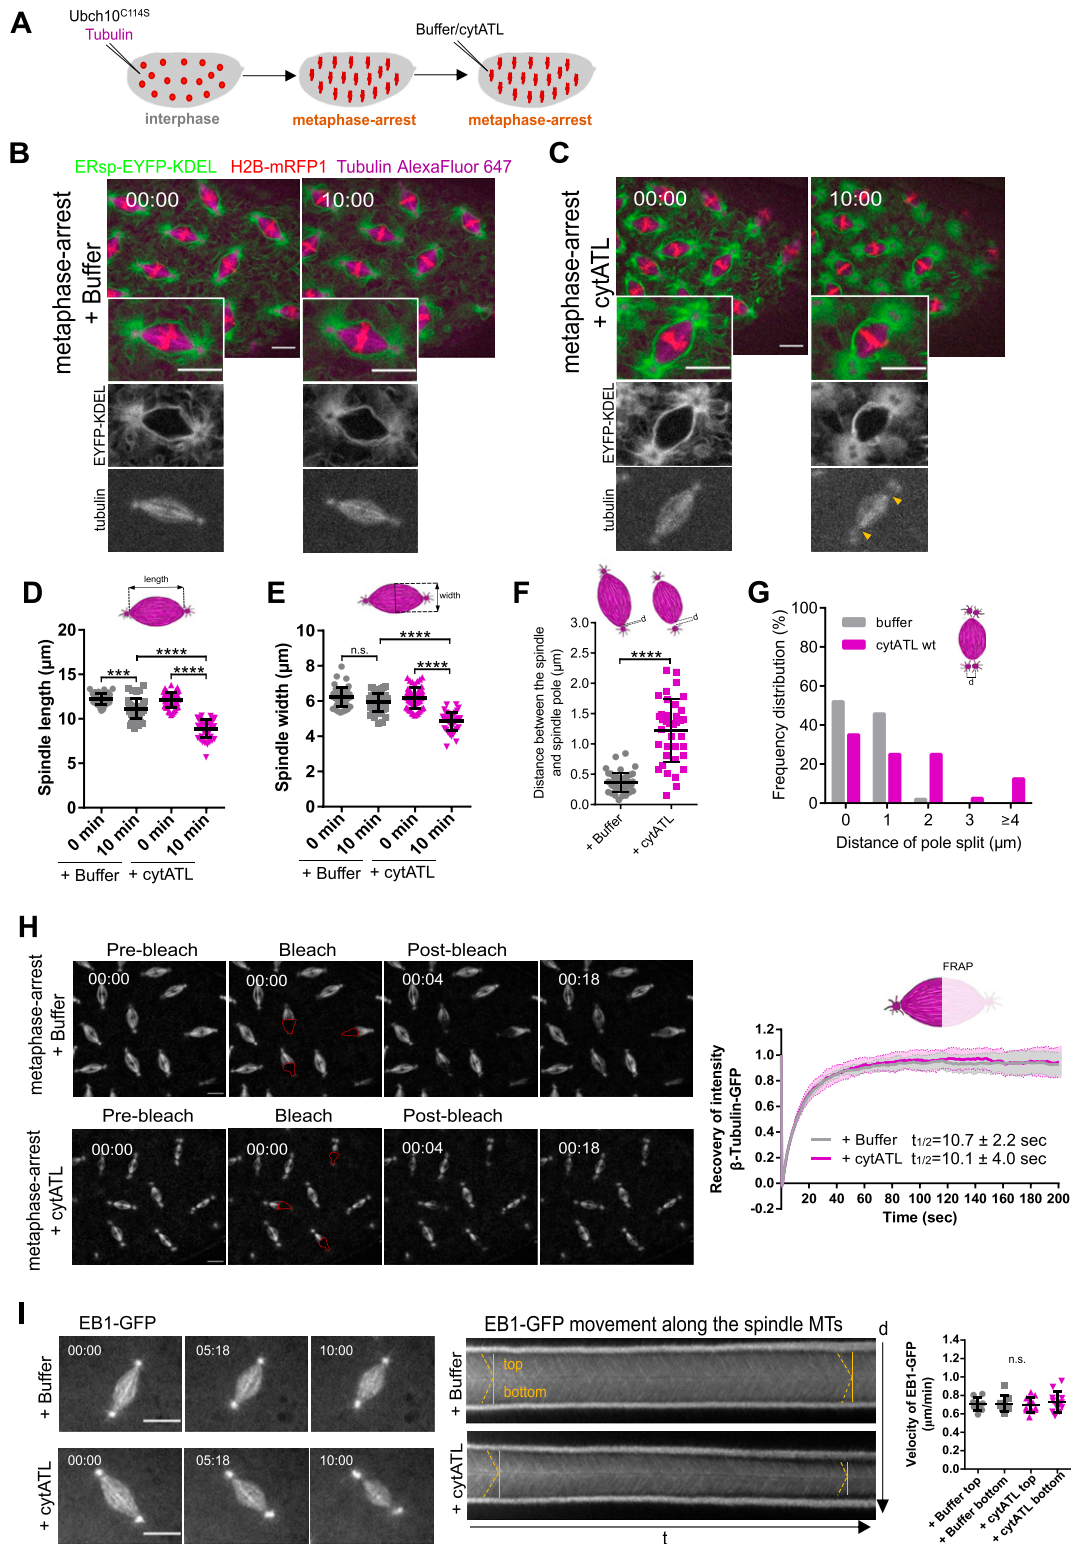 A
Ubch10C114S
Tubulin
Buffer/cytATL
interphase
metaphase-arrest
metaphase-arrest
B
ERsp-EYFP-KDEL H2B-mRFP1 Tubulin AlexaFluor 647
metaphase-arrest
+ Buffer
00:00
10:00
EYFP-KDEL
tubulin
C
metaphase-arrest
+ cytATL
00:00
10:00
EYFP-KDEL
tubulin
D
length
Spindle length (µm)
20
15
10
5
0
***
****
****
0 min
10 min
0 min
10 min
+ Buffer
+ cytATL
E
width
Spindle width (µm)
10
8
6
4
2
0
n.s.
****
****
0 min
10 min
0 min
10 min
+ Buffer
+ cytATL
F
d
d
Distance between the spindle
and spindle pole (µm)
3.0
2.5
2.0
1.5
1.0
0.5
0.0
****
+ Buffer
+ cytATL
G
Frequency distribution (%)
100
80
60
40
20
0
buffer
cytATL wt
d
0
1
2
3
≥4
Distance of pole split (µm)
H
Pre-bleach
Bleach
Post-bleach
metaphase-arrest
+ Buffer
00:00
00:00
00:04
00:18
Pre-bleach
Bleach
Post-bleach
metaphase-arrest
+ cytATL
00:00
00:00
00:04
00:18
FRAP
Recovery of intensity
β-Tubulin-GFP
1.2
1.0
0.8
0.6
0.4
0.2
0.0
-0.2
+ Buffer t1/2=10.7 ± 2.2 sec
+ cytATL t1/2=10.1 ± 4.0 sec
20 40 60 80 100 120 140 160 180 200
Time (sec)
I
EB1-GFP
+ Buffer
00:00
05:18
10:00
+ cytATL
00:00
05:18
10:00
EB1-GFP movement along the spindle MTs
d
+ Buffer
top
bottom
+ cytATL
t
Velocity of EB1-GFP
(µm/min)
1.4
1.2
1.0
0.8
0.6
0.4
0.2
0.0
n.s.
+ Buffer top
+ Buffer bottom
+ cytATL top
+ cytATL bottom